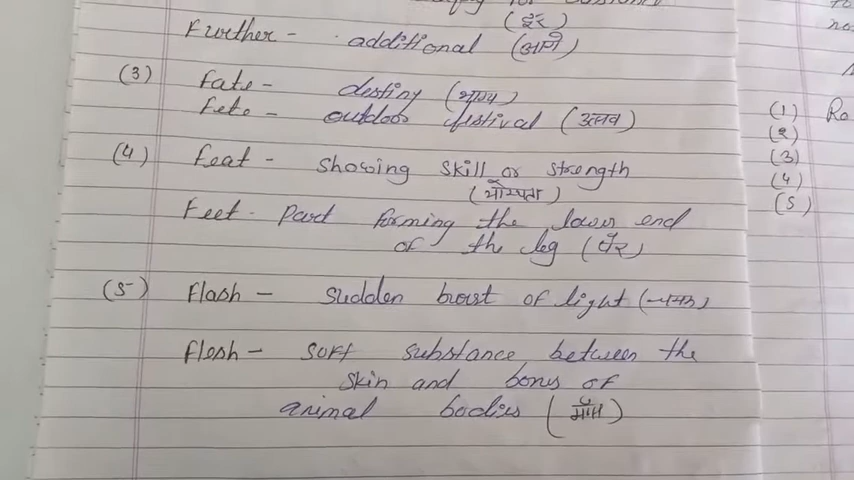 (दूर)
Further - additional (आगे)
(3) Fate - destiny (भाग्य)
Fete - outdoor festival (उत्सव)
(4) Feat - Showing skill or strength
(योग्यता)
Feet - Part forming the lower end
of the leg (पैर)
(5) Flash - sudden burst of light (चमक)
Flesh - soft substance between the
skin and bones of
animal bodies (माँस)
(1) Re
(2)
(3)
(4)
(5)